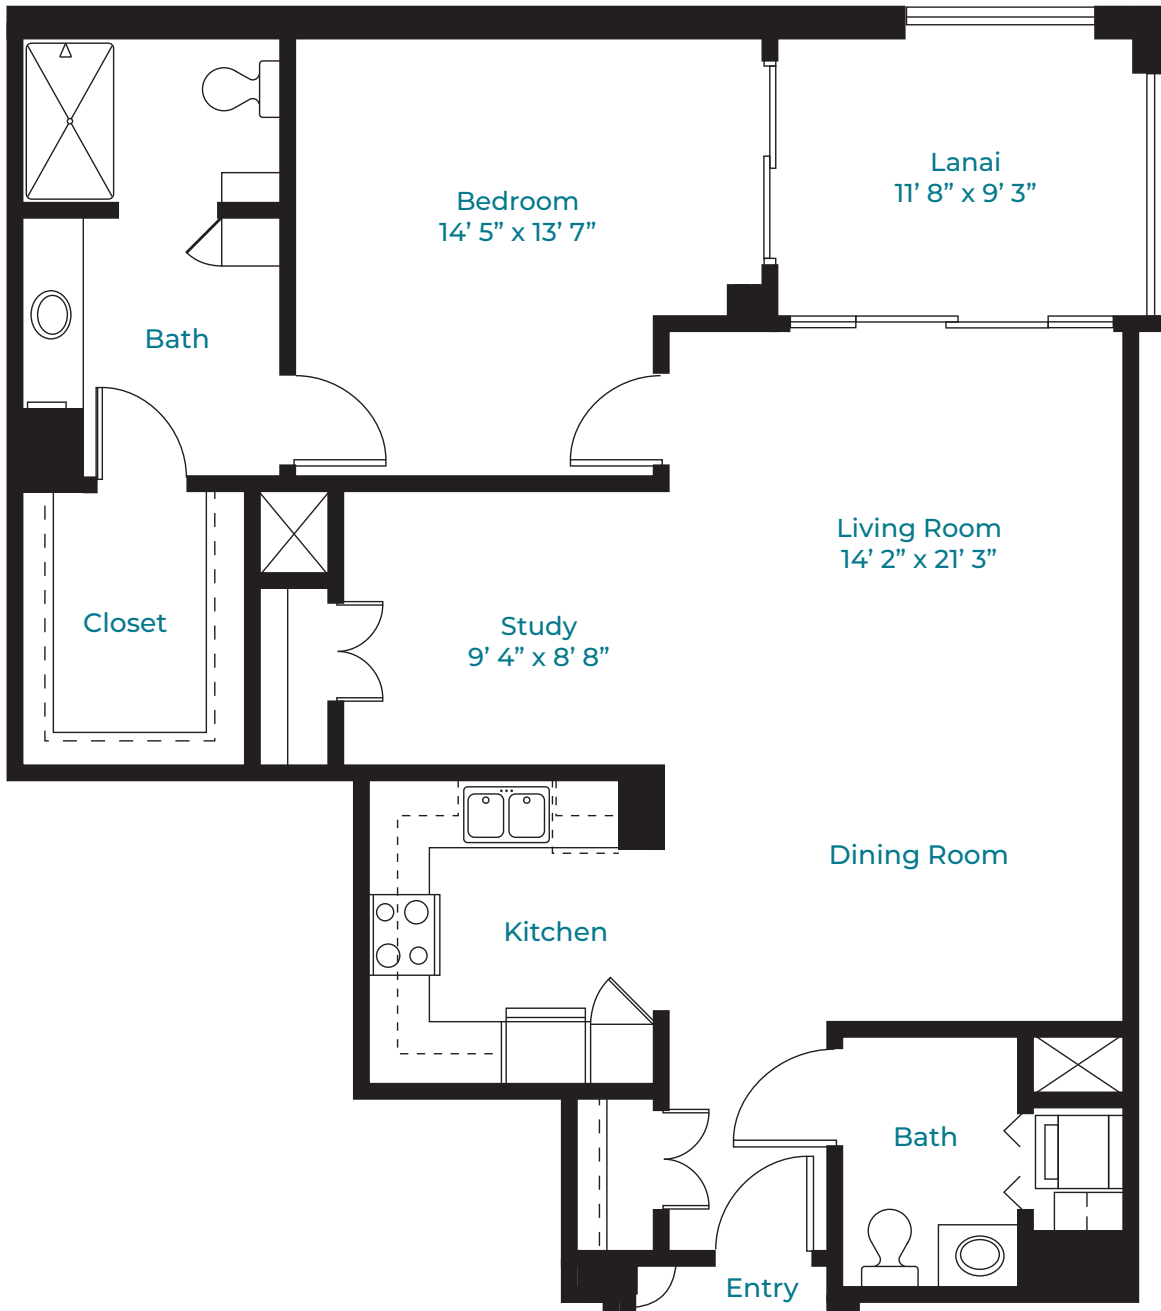 Lanai
11’ 8” x 9’ 3”
Bedroom
14’ 5” x 13’ 7”
Bath
Living Room
14’ 2” x 21’ 3”
Closet
Study
9’ 4” x 8’ 8”
Dining Room
Kitchen
Bath
Entry